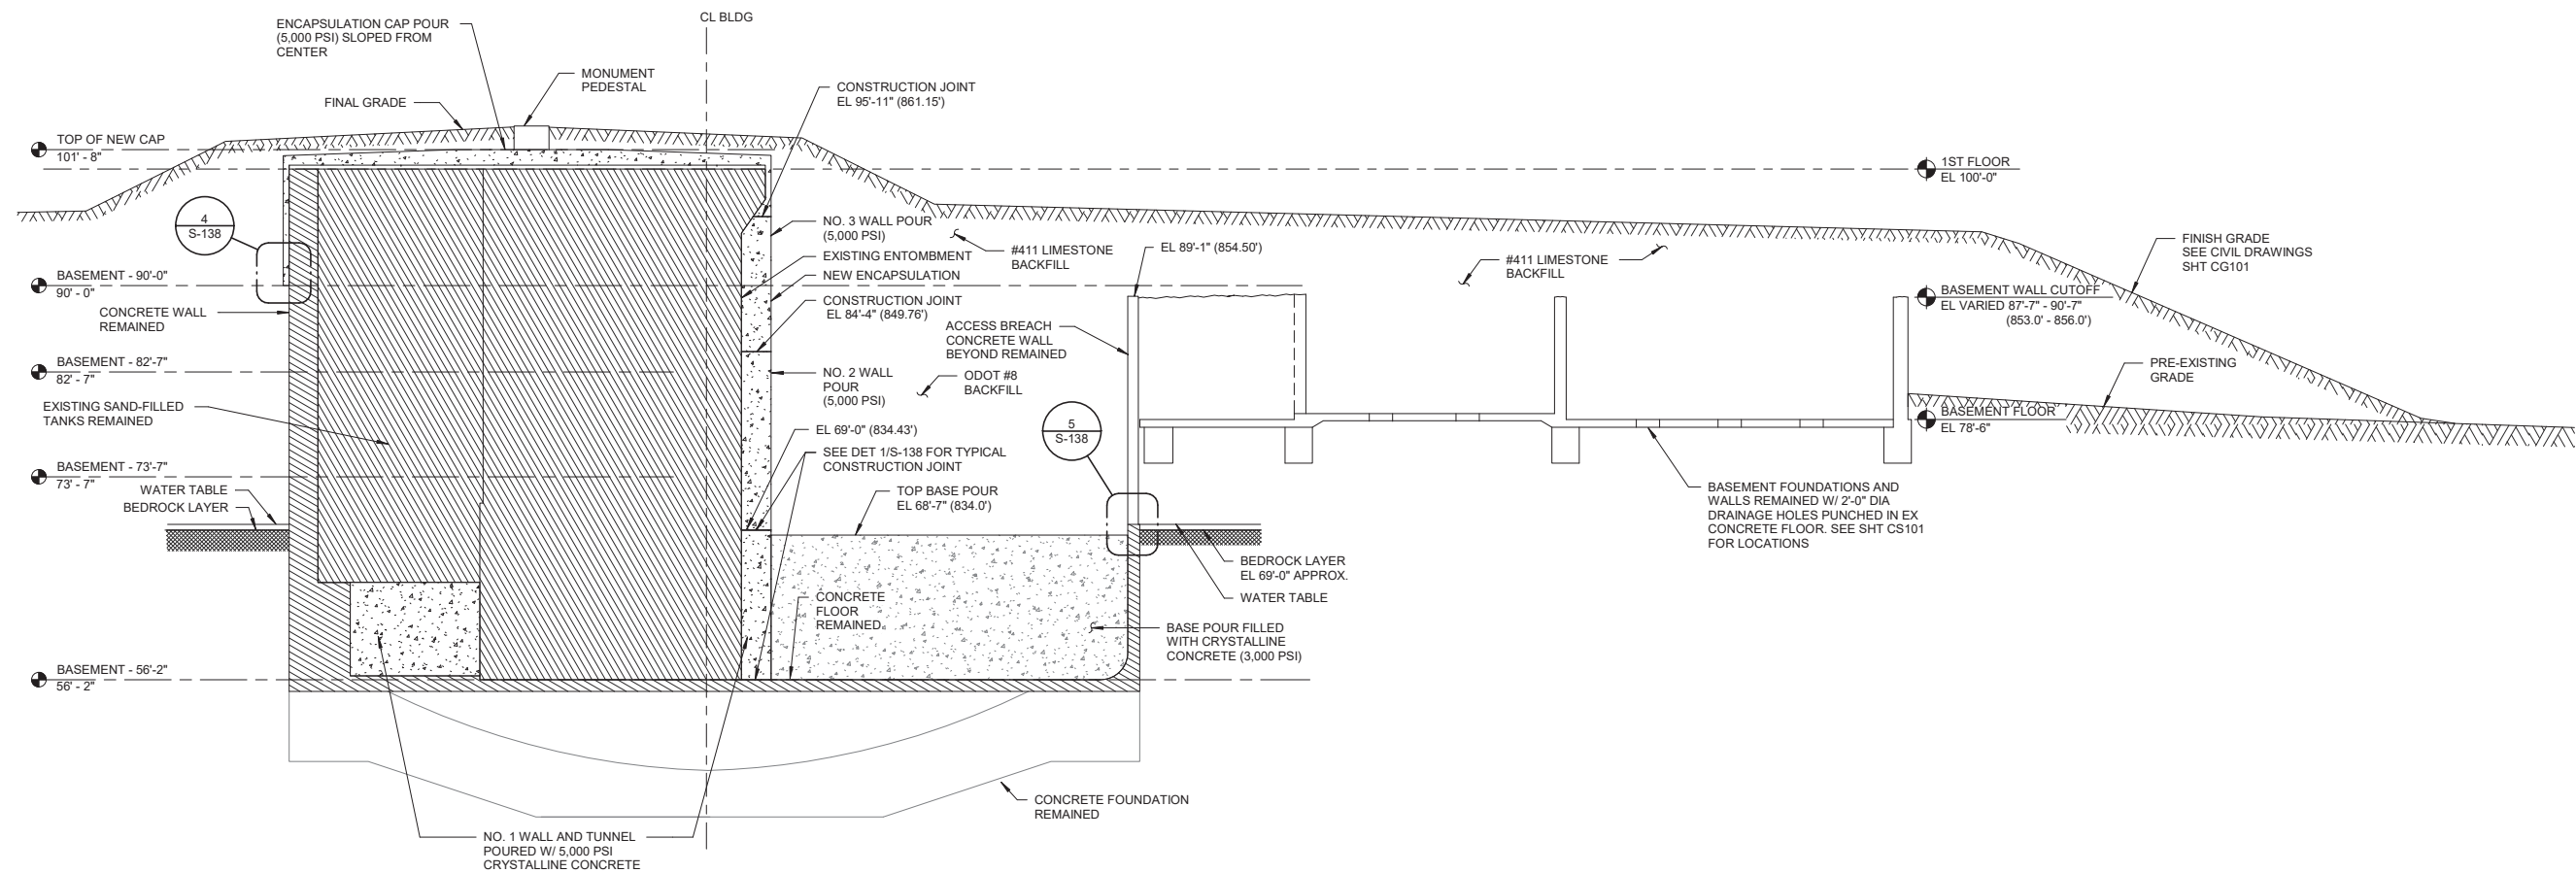 ENCAPSULATION CAP POUR
(5,000 PSI) SLOPED FROM
CENTER
CL BLDG
MONUMENT
PEDESTAL
FINAL GRADE
CONSTRUCTION JOINT
EL 95'-11" (861.15')
TOP OF NEW CAP
101' - 8"
1ST FLOOR
EL 100'-0"
4
S-138
NO. 3 WALL POUR
(5,000 PSI)
EXISTING ENTOMBMENT
NEW ENCAPSULATION
CONSTRUCTION JOINT
EL 84'-4" (849.76')
#411 LIMESTONE
BACKFILL
EL 89'-1" (854.50')
#411 LIMESTONE
BACKFILL
FINISH GRADE
SEE CIVIL DRAWINGS
SHT CG101
BASEMENT - 90'-0"
90' - 0"
CONCRETE WALL
REMAINED
BASEMENT WALL CUTOFF
EL VARIED 87'-7" - 90'-7"
(853.0' - 856.0')
ACCESS BREACH
CONCRETE WALL
BEYOND REMAINED
BASEMENT - 82'-7"
82' - 7"
NO. 2 WALL
POUR
(5,000 PSI)
ODOT #8
BACKFILL
PRE-EXISTING
GRADE
EXISTING SAND-FILLED
TANKS REMAINED
BASEMENT FLOOR
EL 78'-6"
5
S-138
EL 69'-0" (834.43')
SEE DET 1/S-138 FOR TYPICAL
CONSTRUCTION JOINT
BASEMENT - 73'-7"
73' - 7"
WATER TABLE
BEDROCK LAYER
TOP BASE POUR
EL 68'-7" (834.0')
BASEMENT FOUNDATIONS AND
WALLS REMAINED W/ 2'-0" DIA
DRAINAGE HOLES PUNCHED IN EX
CONCRETE FLOOR. SEE SHT CS101
FOR LOCATIONS
BEDROCK LAYER
EL 69'-0" APPROX.
WATER TABLE
CONCRETE
FLOOR
REMAINED
BASE POUR FILLED
WITH CRYSTALLINE
CONCRETE (3,000 PSI)
BASEMENT - 56'-2"
56' - 2"
CONCRETE FOUNDATION
REMAINED
NO. 1 WALL AND TUNNEL
POURED W/ 5,000 PSI
CRYSTALLINE CONCRETE